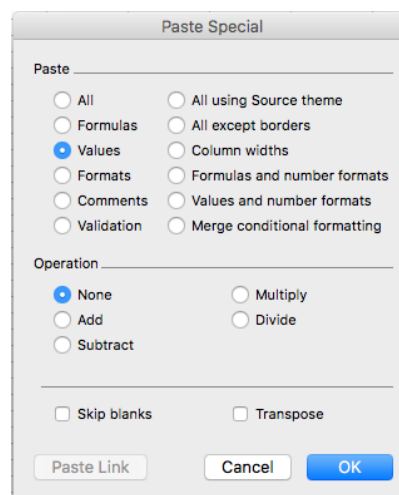 Paste Special
Paste
All
All using Source theme
Formulas
All except borders
Values
Column widths
Formats
Formulas and number formats
Comments
Values and number formats
Validation
Merge conditional formatting
Operation
None
Multiply
Add
Divide
Subtract
Skip blanks
Transpose
Paste Link
Cancel
OK